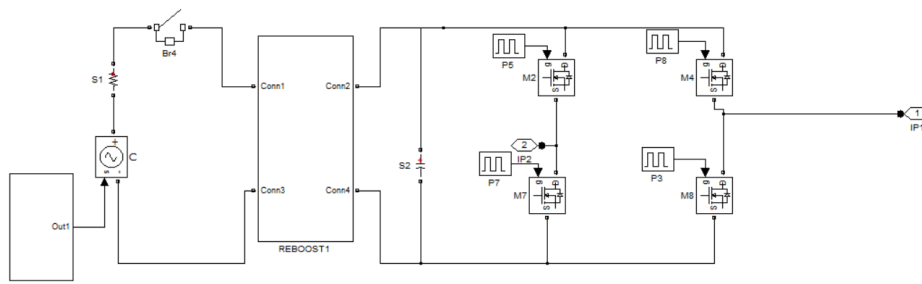 Br4
S1
+
C
s
-
Out1
Conn1
Conn2
Conn3
Conn4
REBOOST1
S2
P5
g
D
M2
S
2
IP2
P7
g
D
M7
S
P8
g
D
M4
S
P3
g
D
M8
S
1
IP1